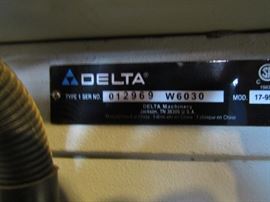 DELTA
TYPE 1 SER NO. 012969 W6030
MOD. 17-9
DELTA Machinery
Jackson, TN 38305 U.S.A.